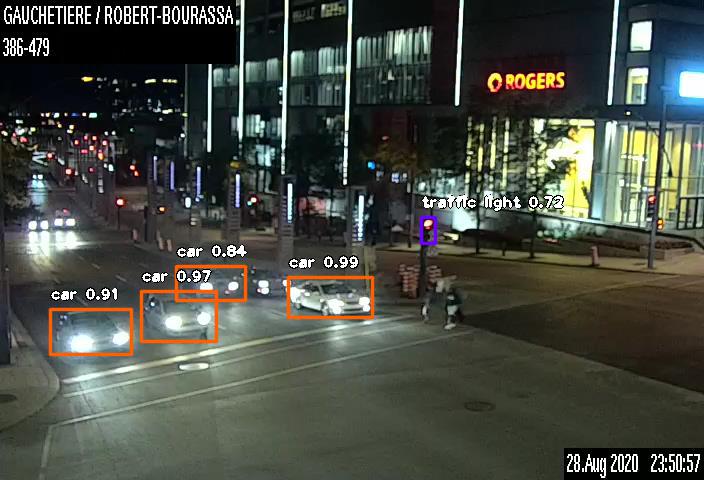 GAUCHETIERE / ROBERT-BOURASSA
386-479
ROGERS
traffic light 0.72
car 0.84
car 0.97
car 0.99
car 0.91
28.Aug 2020 23:50:57